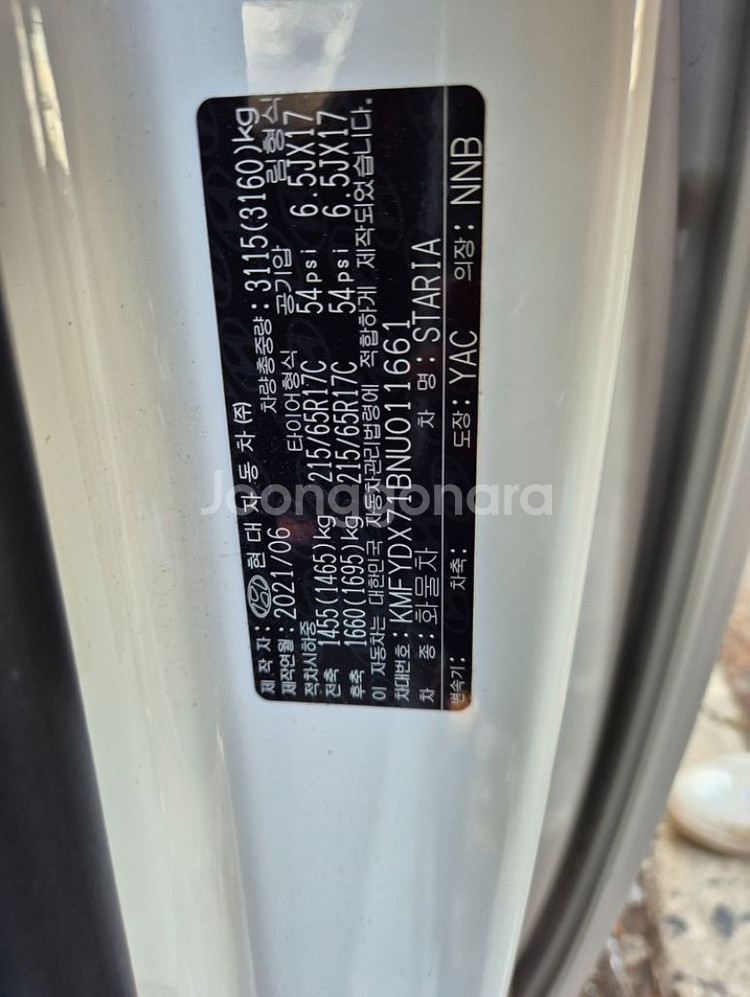 제 작 자: 현 대 자 동 차 (주)
제작연월: 2021/06 차량총중량: 3115(3160)kg
적차시하중 타이어형식 공기압 림형식
전축 1455(1465)kg 215/65R17C 54psi 6.5JX17
후축 1660(1695)kg 215/65R17C 54psi 6.5JX17
이 자동차는 대한민국 자동차관리법령에 적합하게 제작되었습니다.
차대번호: KMFYDX71BNU011661
차 종: 화물차 차 명: STARIA
변속기: 차축: 도장: YAC 의장: NNB
Joonggonara